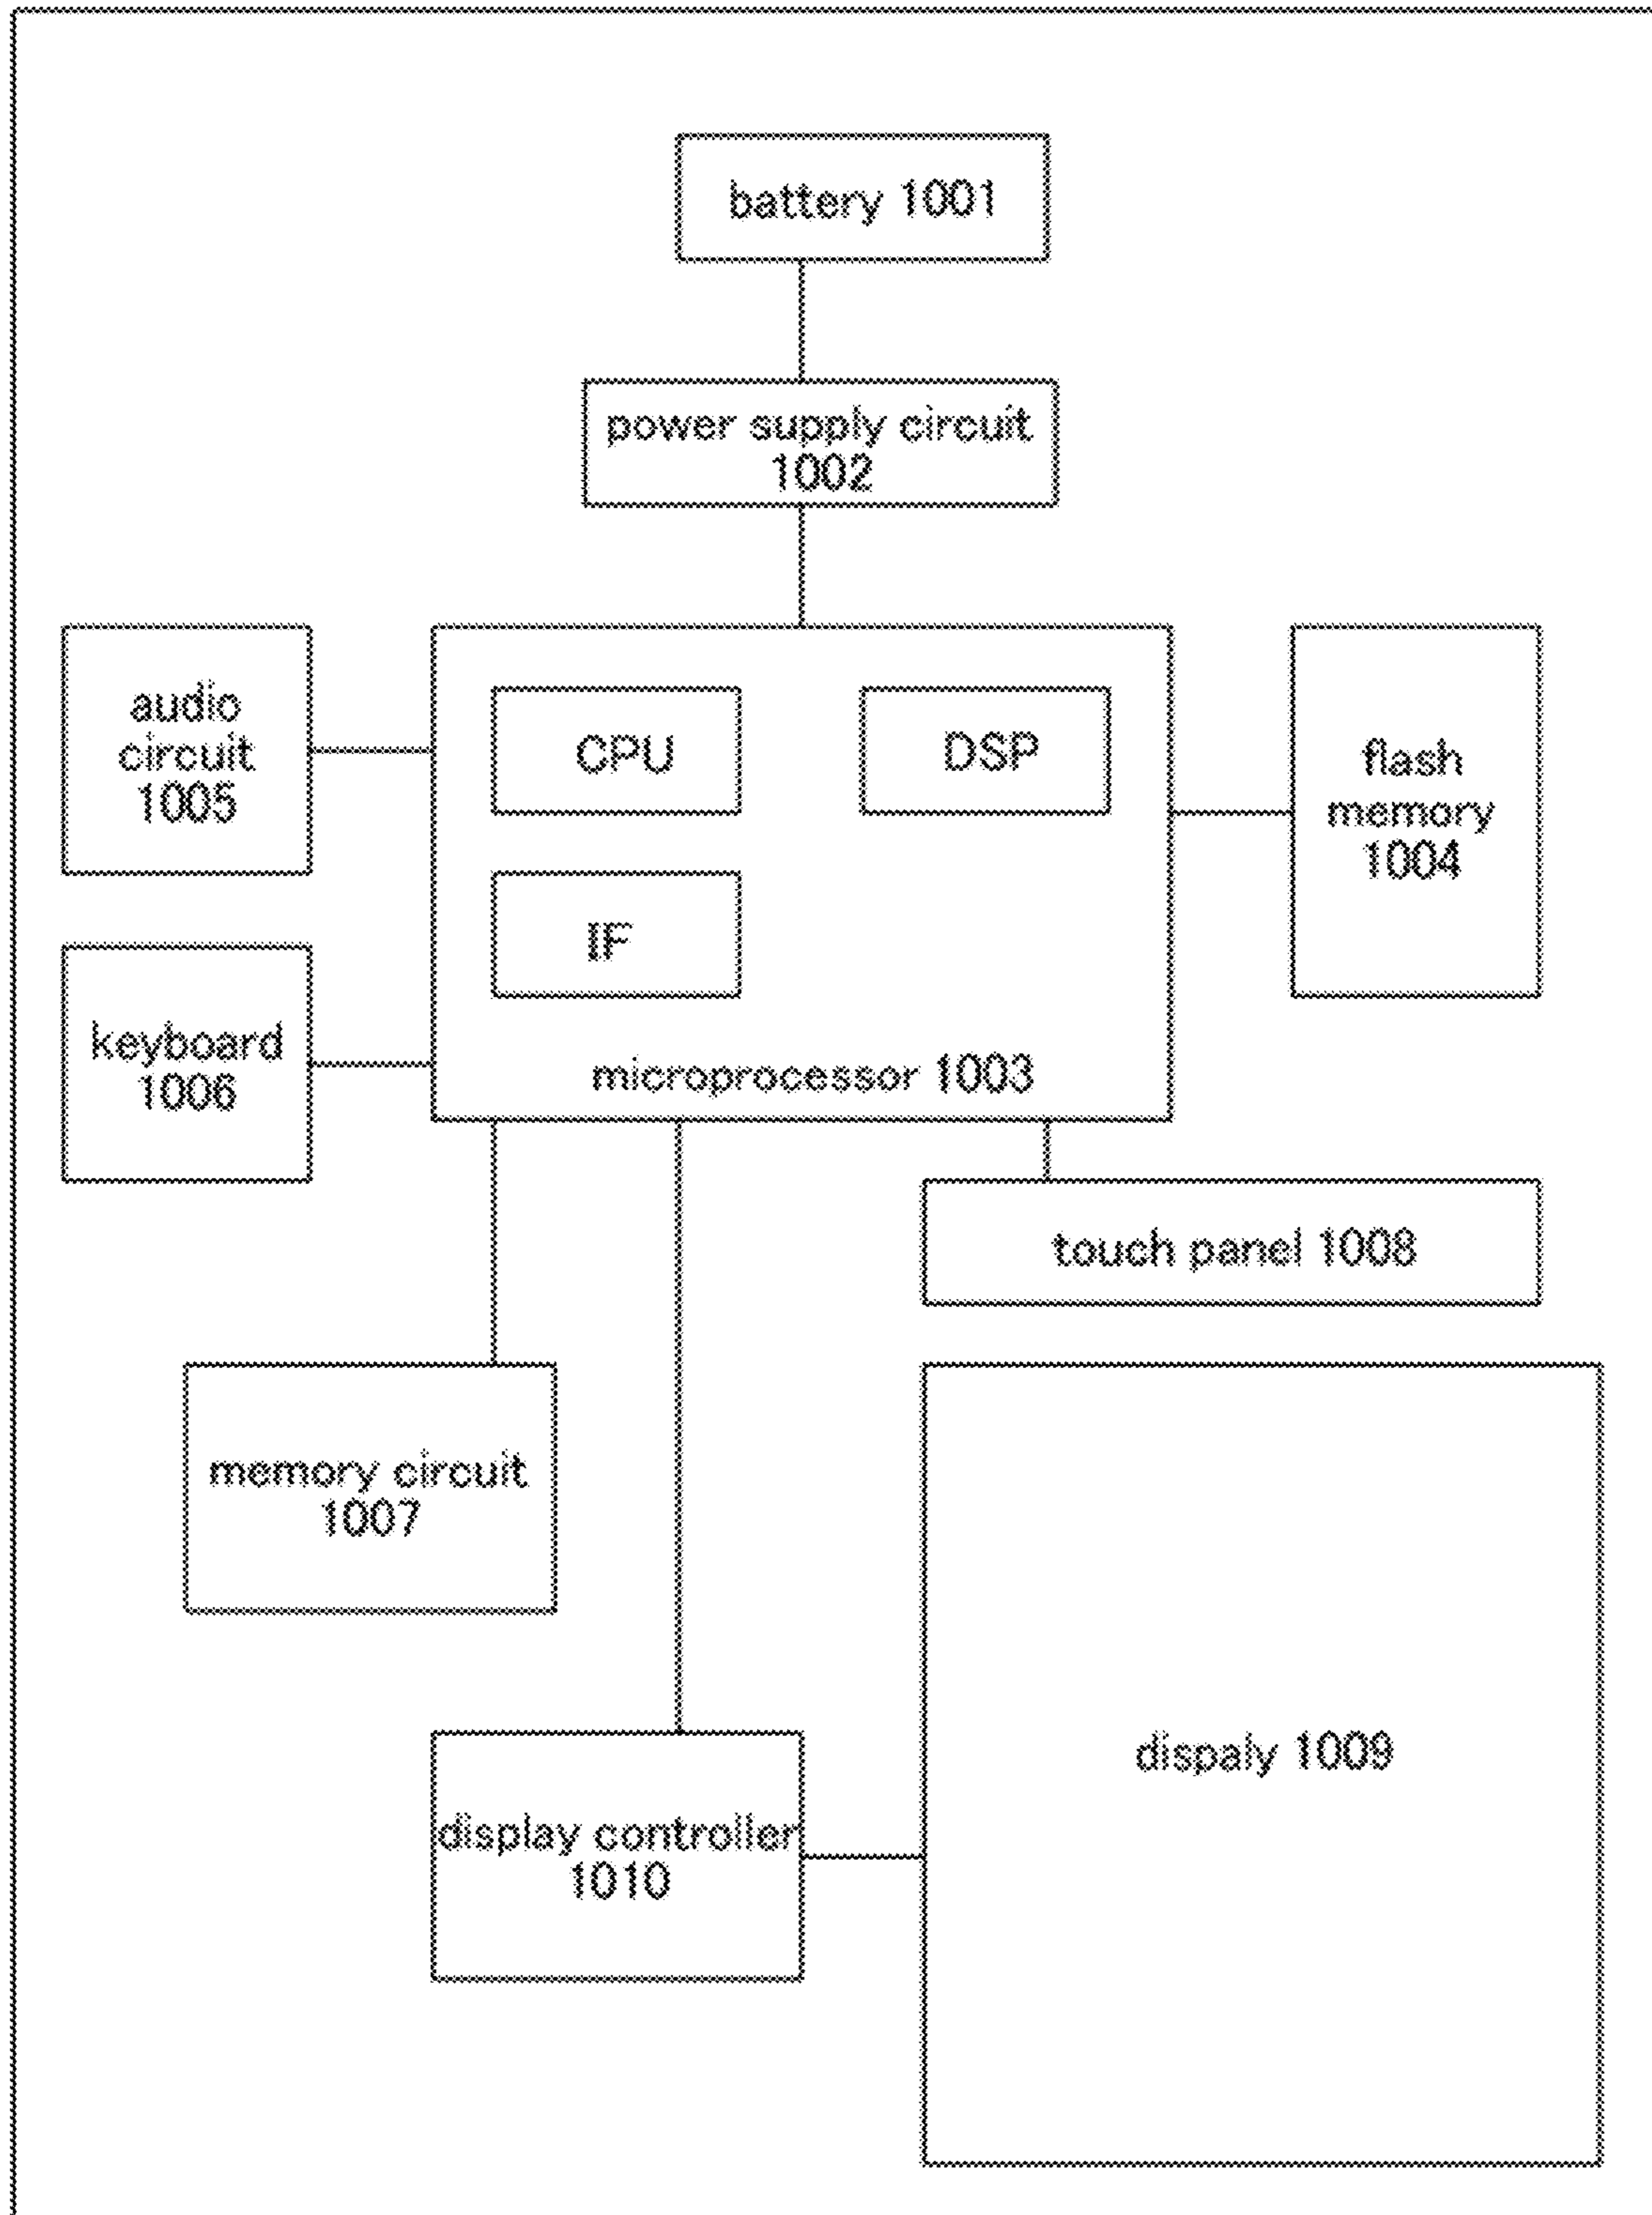 battery 1001
power supply circuit
1002
audio
circuit
1005
CPU
DSP
flash
memory
1004
IF
keyboard
1006
microprocessor 1003
touch panel 1008
memory circuit
1007
dispaly 1009
display controller
1010